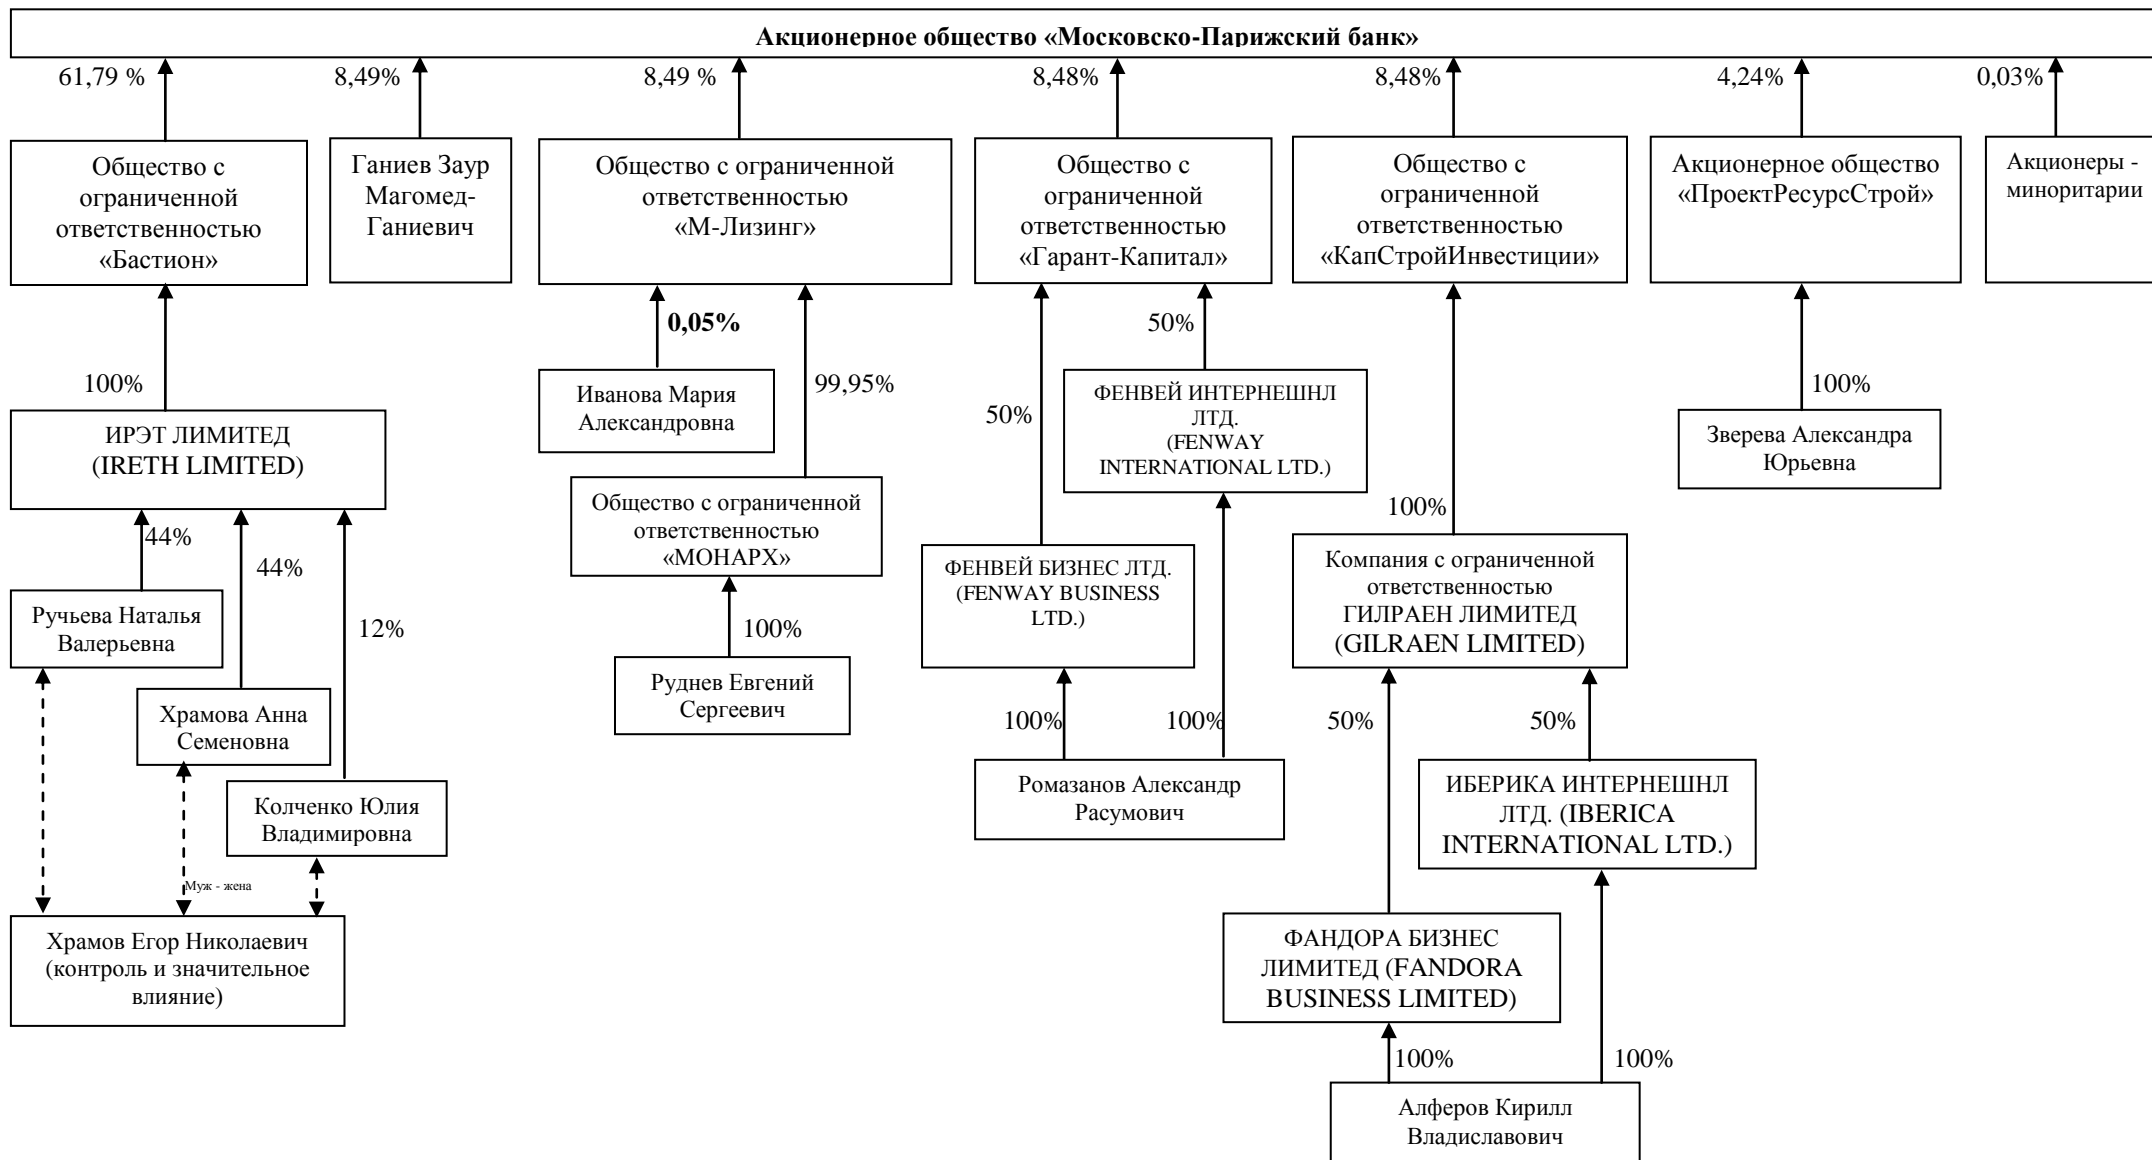 Акционерное общество «Московско-Парижский банк»
61,79 %
8,49%
8,49 %
8,48%
8,48%
4,24%
0,03%
Общество с
ограниченной
ответственностью
«Бастион»
Ганиев Заур
Магомед-
Ганиевич
Общество с ограниченной
ответственностью
«М-Лизинг»
Общество с
ограниченной
ответственностью
«Гарант-Капитал»
Общество с
ограниченной
ответственностью
«КапСтройИнвестиции»
Акционерное общество
«ПроектРесурсСтрой»
Акционеры -
миноритарии
100%
0,05%
99,95%
50%
50%
100%
100%
ИРЭТ ЛИМИТЕД
(IRETH LIMITED)
Иванова Мария
Александровна
ФЕНВЕЙ ИНТЕРНЕШНЛ
ЛТД.
(FENWAY
INTERNATIONAL LTD.)
Зверева Александра
Юрьевна
44%
44%
12%
Общество с ограниченной
ответственностью
«МОНАРХ»
ФЕНВЕЙ БИЗНЕС ЛТД.
(FENWAY BUSINESS
LTD.)
Компания с ограниченной
ответственностью
ГИЛРАЕН ЛИМИТЕД
(GILRAEN LIMITED)
Ручьева Наталья
Валерьевна
100%
Храмова Анна
Семеновна
Руднев Евгений
Сергеевич
100%
100%
50%
50%
Колченко Юлия
Владимировна
Ромазанов Александр
Расумович
ИБЕРИКА ИНТЕРНЕШНЛ
ЛТД. (IBERICA
INTERNATIONAL LTD.)
Муж - жена
Храмов Егор Николаевич
(контроль и значительное
влияние)
ФАНДОРА БИЗНЕС
ЛИМИТЕД (FANDORA
BUSINESS LIMITED)
100%
100%
Алферов Кирилл
Владиславович